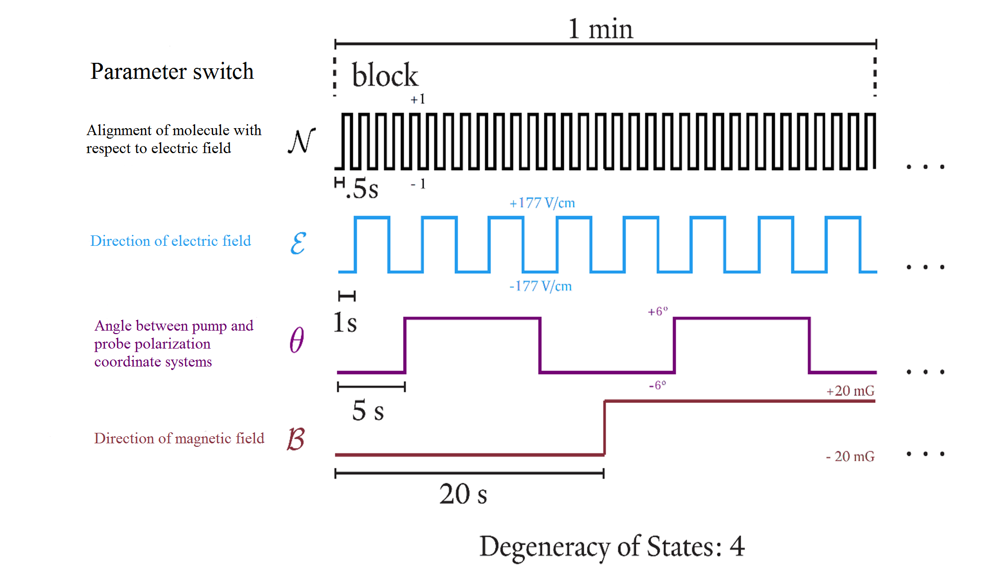 1 min
Parameter switch
block
+1
Alignment of molecule with
respect to electric field
𝒩
.5s
- 1
+177 V/cm
Direction of electric field
ℰ
-177 V/cm
1s
+6º
Angle between pump and
probe polarization
coordinate systems
θ
-6º
5 s
+20 mG
Direction of magnetic field
ℬ
- 20 mG
20 s
Degeneracy of States: 4